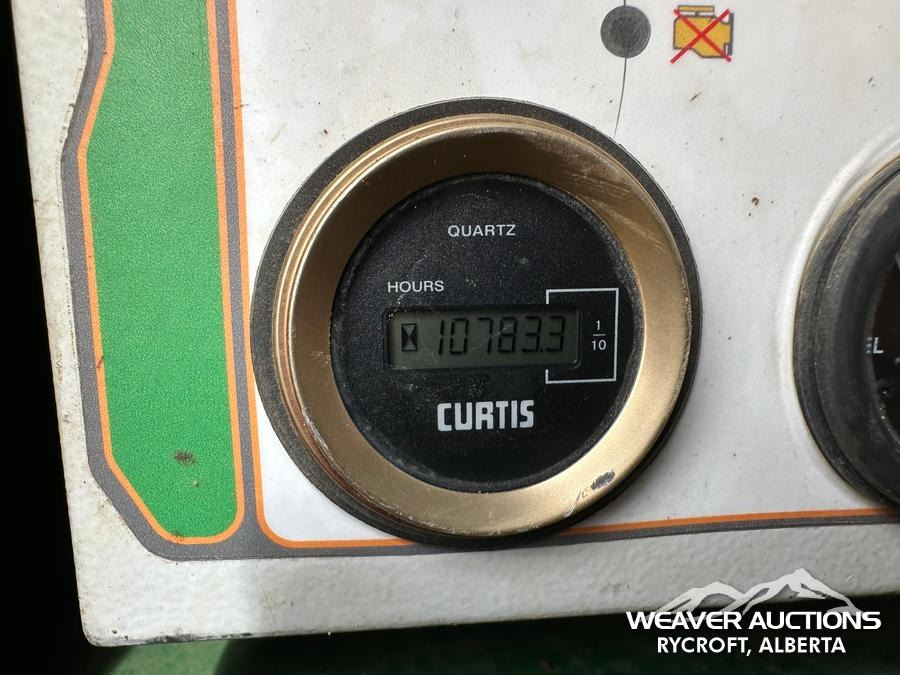 QUARTZ
HOURS
10783.3
1
10
CURTIS
WEAVER AUCTIONS
RYCROFT, ALBERTA